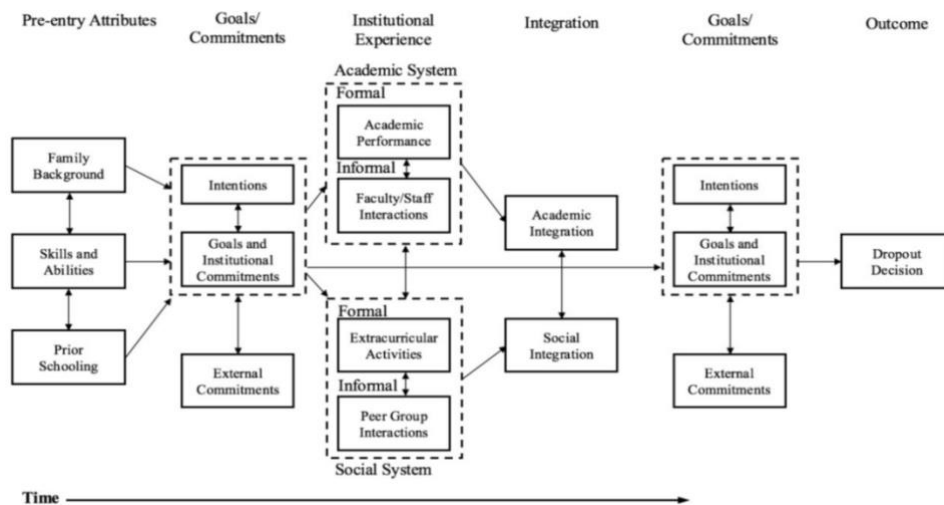 Pre-entry Attributes
Goals/
Commitments
Institutional
Experience
Integration
Goals/
Commitments
Outcome
Academic System
Formal
Academic
Performance
Informal
Faculty/Staff
Interactions
Family
Background
Skills and
Abilities
Prior
Schooling
Intentions
Goals and
Institutional
Commitments
External
Commitments
Formal
Extracurricular
Activities
Informal
Peer Group
Interactions
Social System
Academic
Integration
Social
Integration
Intentions
Goals and
Institutional
Commitments
External
Commitments
Dropout
Decision
Time